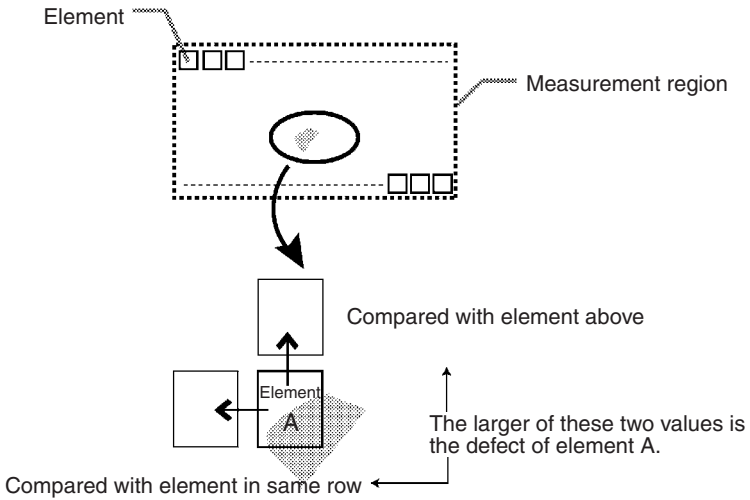 Element
Measurement region
Compared with element above
Element
A
The larger of these two values is
the defect of element A.
Compared with element in same row